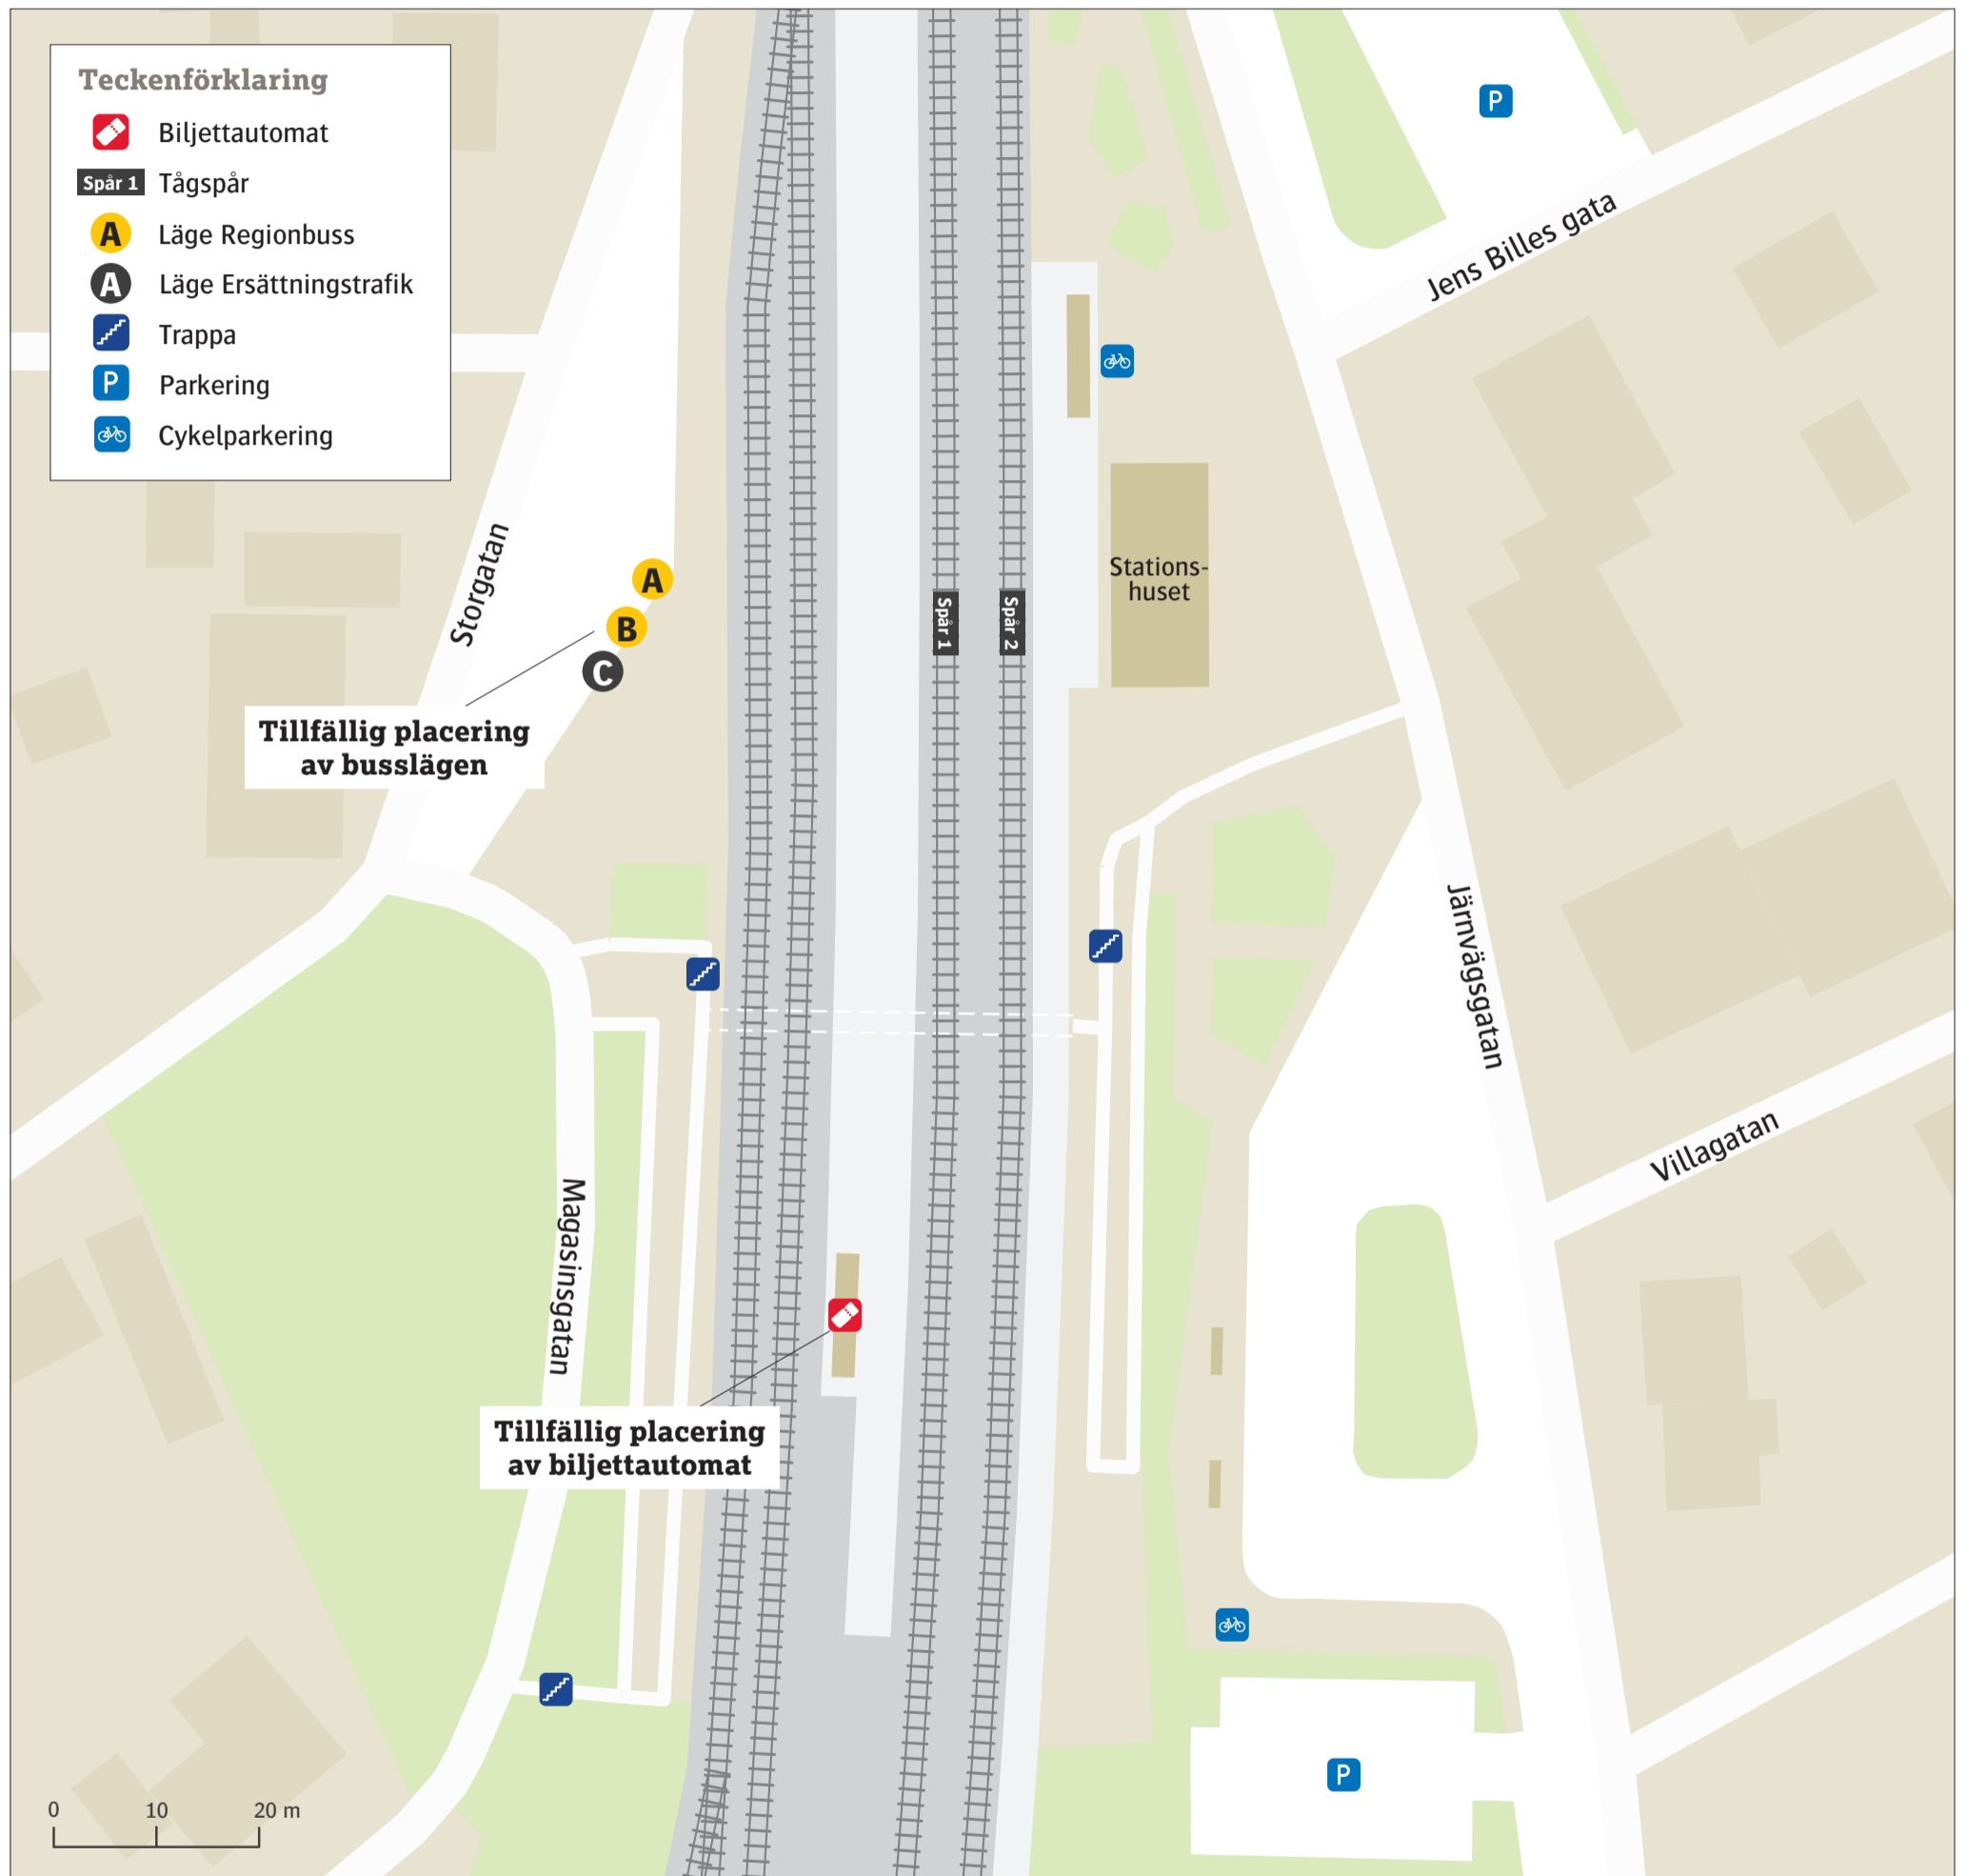 Teckenförklaring
Biljettautomat
Spår 1 Tågspår
A Läge Regionbuss
A Läge Ersättningstrafik
Trappa
P Parkering
Cykelparkering
P
Jens Billes gata
Storgatan
A
B
C
Tillfällig placering
av busslägen
Spår 1
Spår 2
Stations-
huset
Järnvägsgatan
Villagatan
Magasinsgatan
Tillfällig placering
av biljettautomat
P
0 10 20 m